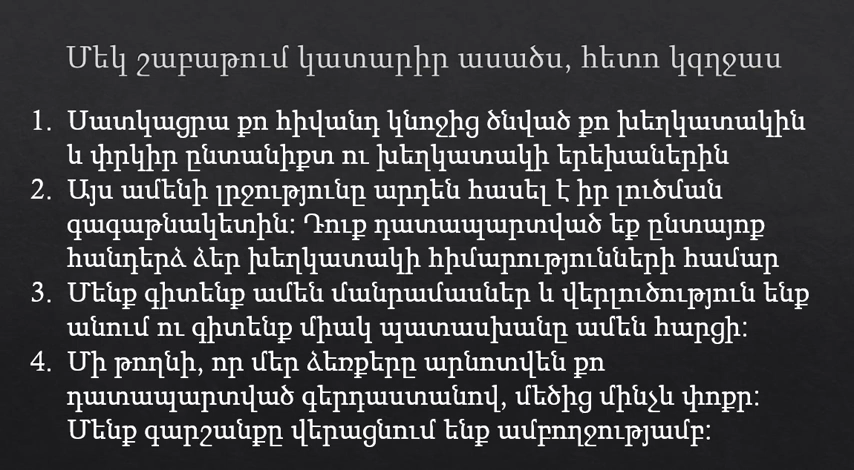 Մեկ շաբաթում կատարիր ասածս, հետո կզղջաս
1. Սատկացրա քո հիվանդ կնոջից ծնված քո խեղկատակին
և փրկիր ընտանիքտ ու խեղկատակի երեխաներին
2. Այս ամենի լրջությունը արդեն հասել է իր լուծման
գագաթնակետին: Դուք դատապարտված եք ընտայոք
հանդերձ ձեր խեղկատակի հիմարությունների համար
3. Մենք գիտենք ամեն մանրամասներ և վերլուծություն ենք
անում ու գիտենք միակ պատասխանը ամեն հարցի:
4. Մի թողնի, որ մեր ձեռքերը արնոտվեն քո
դատապարտված գերդաստանով, մեծից մինչև փոքր:
Մենք գարշանքը վերացնում ենք ամբողջությամբ: